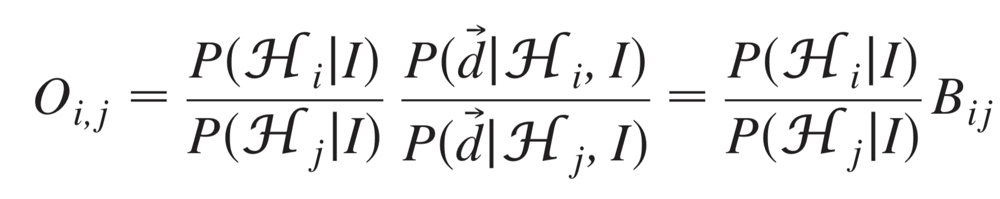 $O_{i,j} = \frac{P(\mathcal{H}_i|I)}{P(\mathcal{H}_j|I)} \frac{P(\vec{d}|\mathcal{H}_i, I)}{P(\vec{d}|\mathcal{H}_j, I)} = \frac{P(\mathcal{H}_i|I)}{P(\mathcal{H}_j|I)} B_{ij}$